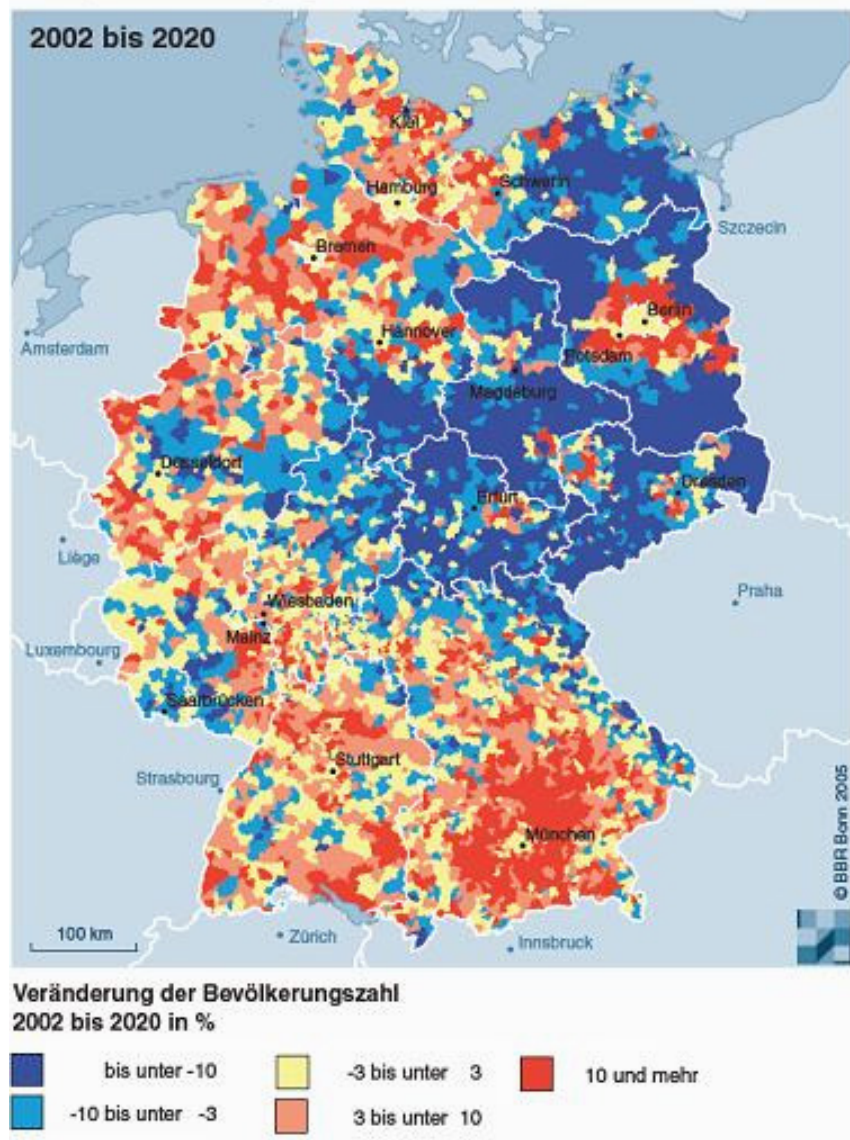 2002 bis 2020
Kiel
Hamburg
Schwerin
Szczecin
Bremen
Berlin
Amsterdam
Hannover
Potsdam
Magdeburg
Düsseldorf
Dresden
Erfurt
Liège
Praha
Wiesbaden
Mainz
Luxembourg
Saarbrücken
Stuttgart
Strasbourg
München
© BBR Bonn 2005
100 km
Zürich
Innsbruck
Veränderung der Bevölkerungszahl
2002 bis 2020 in %
bis unter -10
-3 bis unter 3
10 und mehr
-10 bis unter -3
3 bis unter 10